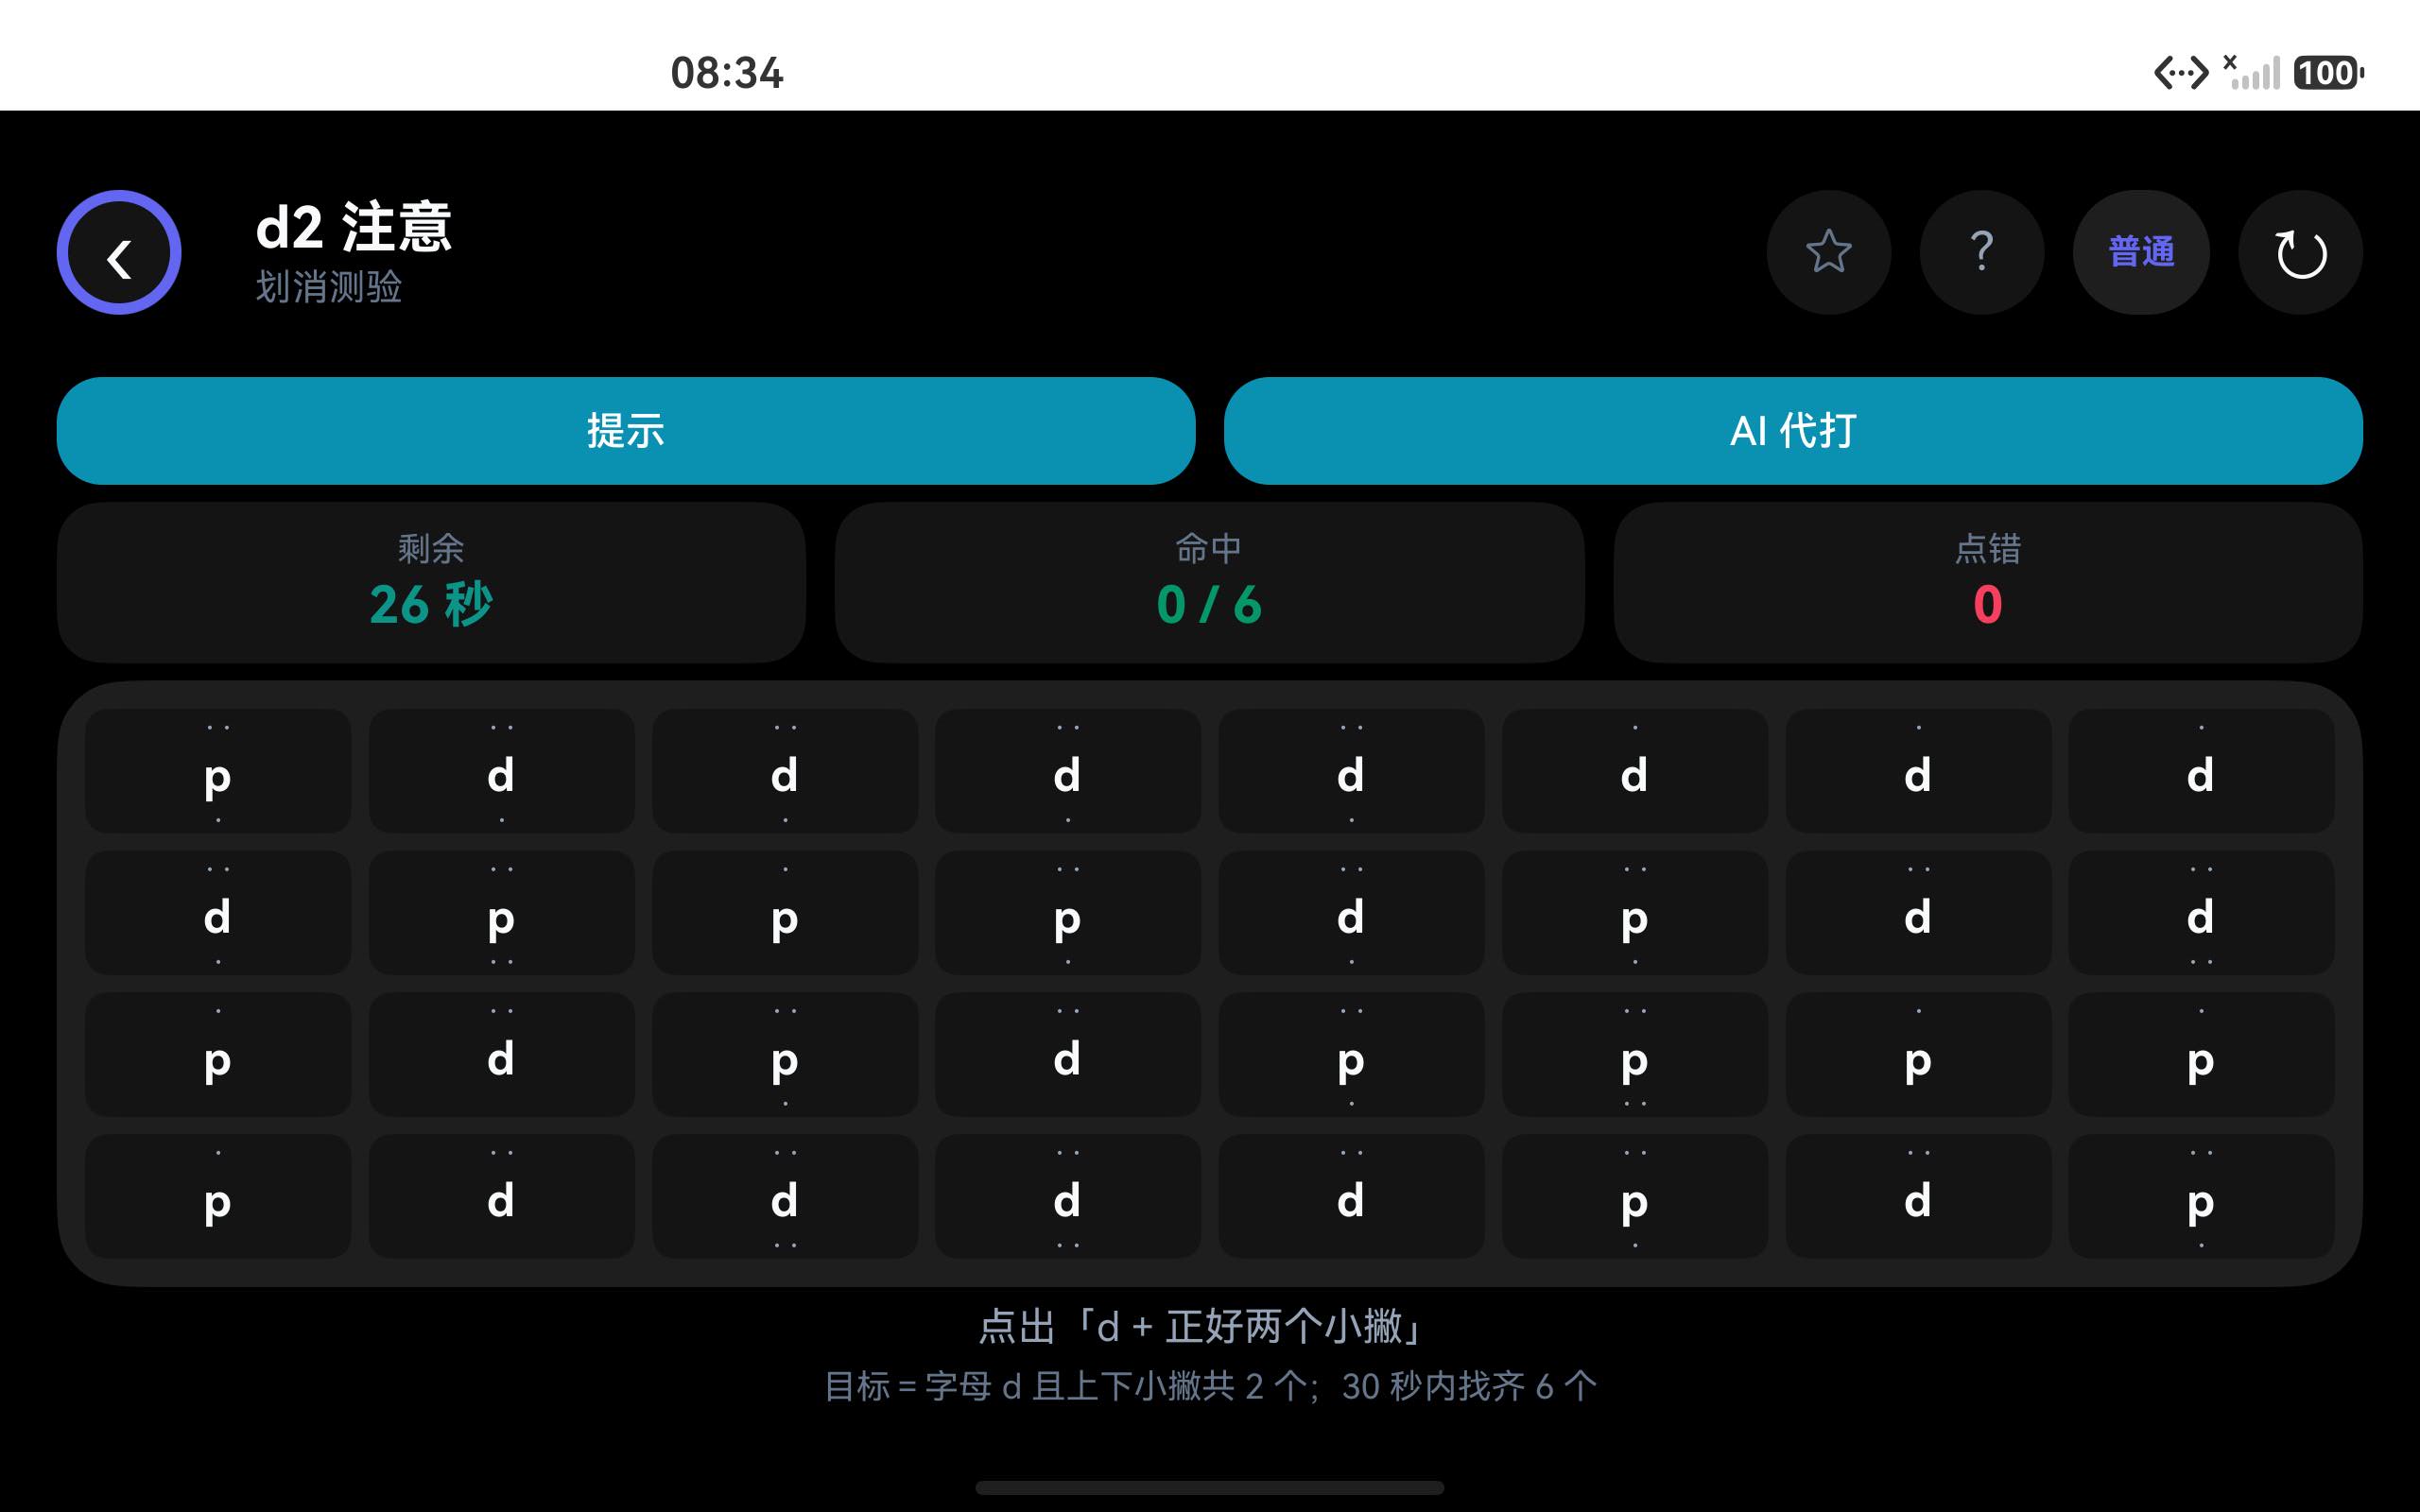 08:34
100
d2 注意
划消测验
?
普通
提示
AI 代打
剩余
26 秒
命中
0 / 6
点错
0
p d d d d d d d
d p p p d p d d
p d p d p p p p
p d d d d p d p
点出「d + 正好两个小撇」
目标 = 字母 d 且上下小撇共 2 个；30 秒内找齐 6 个